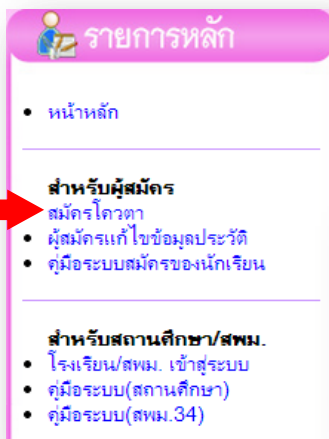 รายการหลัก
หน้าหลัก
สำหรับผู้สมัคร
สมัครโควตา
ผู้สมัครแก้ไขข้อมูลประวัติ
คู่มือระบบสมัครของนักเรียน
สำหรับสถานศึกษา/สพม.
โรงเรียน/สพม. เข้าสู่ระบบ
คู่มือระบบ(สถานศึกษา)
คู่มือระบบ(สพม.34)